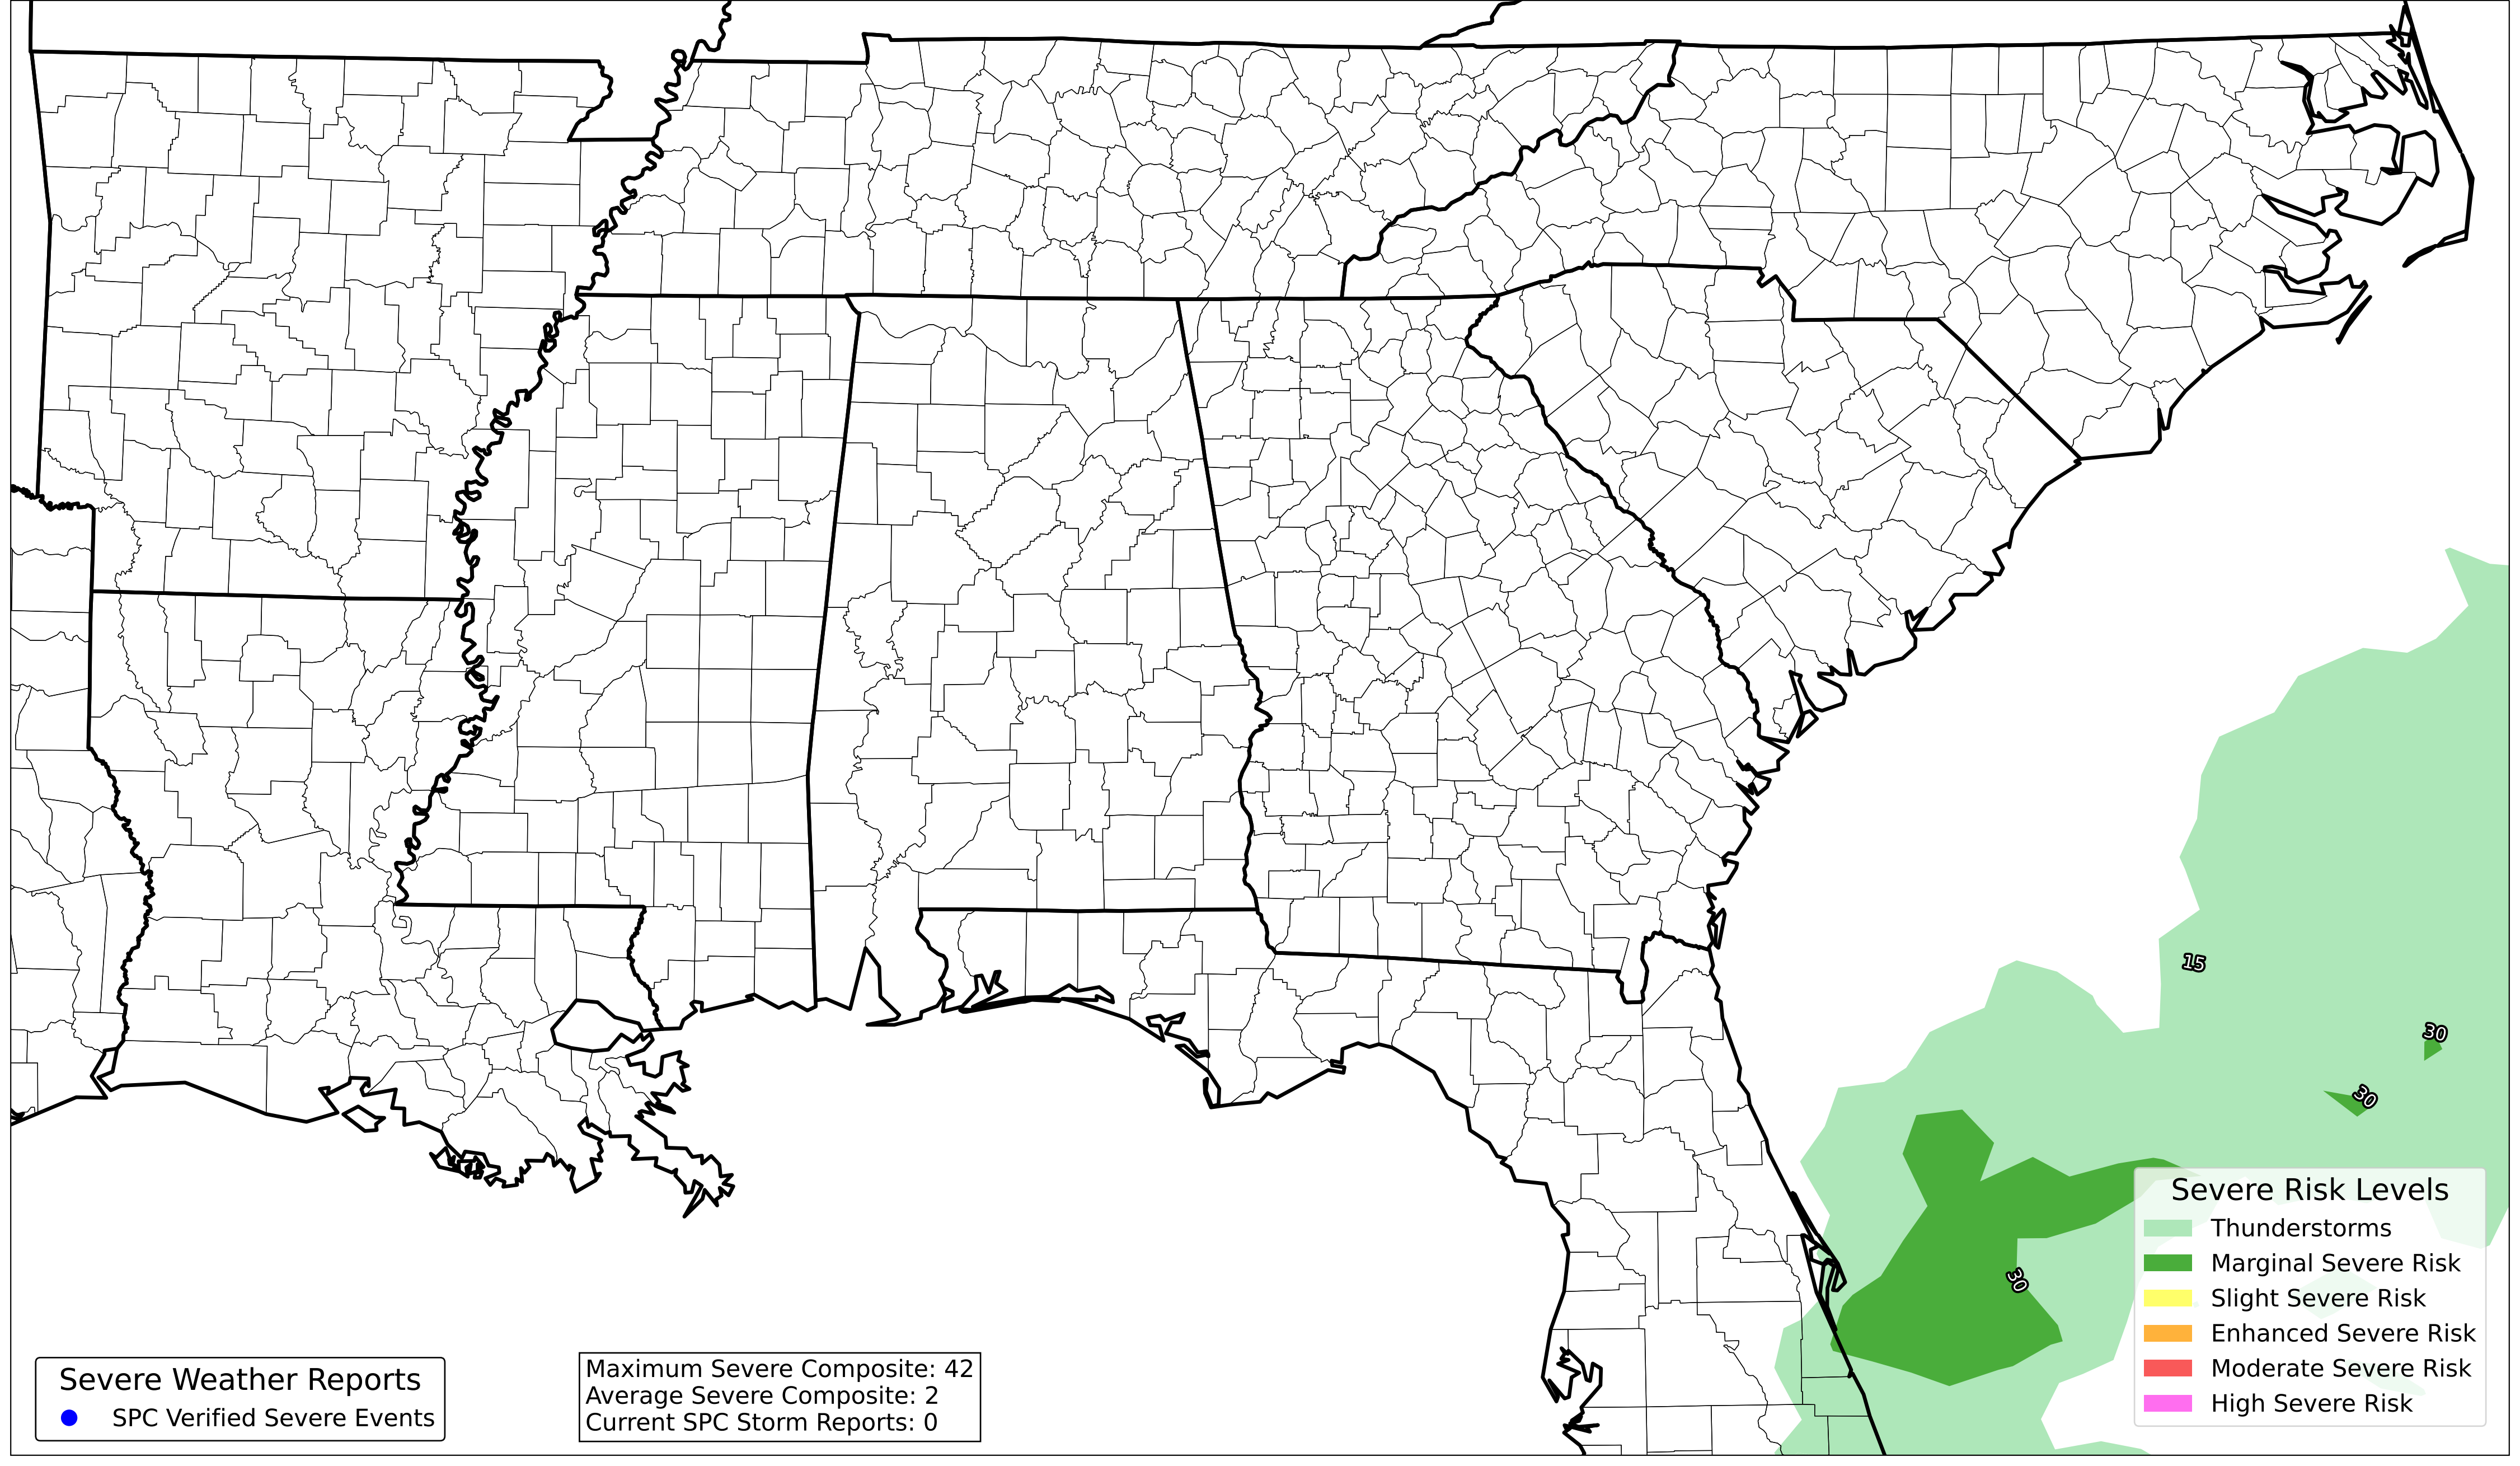 15
30
30
30
Severe Risk Levels
Thunderstorms
Marginal Severe Risk
Slight Severe Risk
Enhanced Severe Risk
Moderate Severe Risk
High Severe Risk
Severe Weather Reports
SPC Verified Severe Events
Maximum Severe Composite: 42
Average Severe Composite: 2
Current SPC Storm Reports: 0